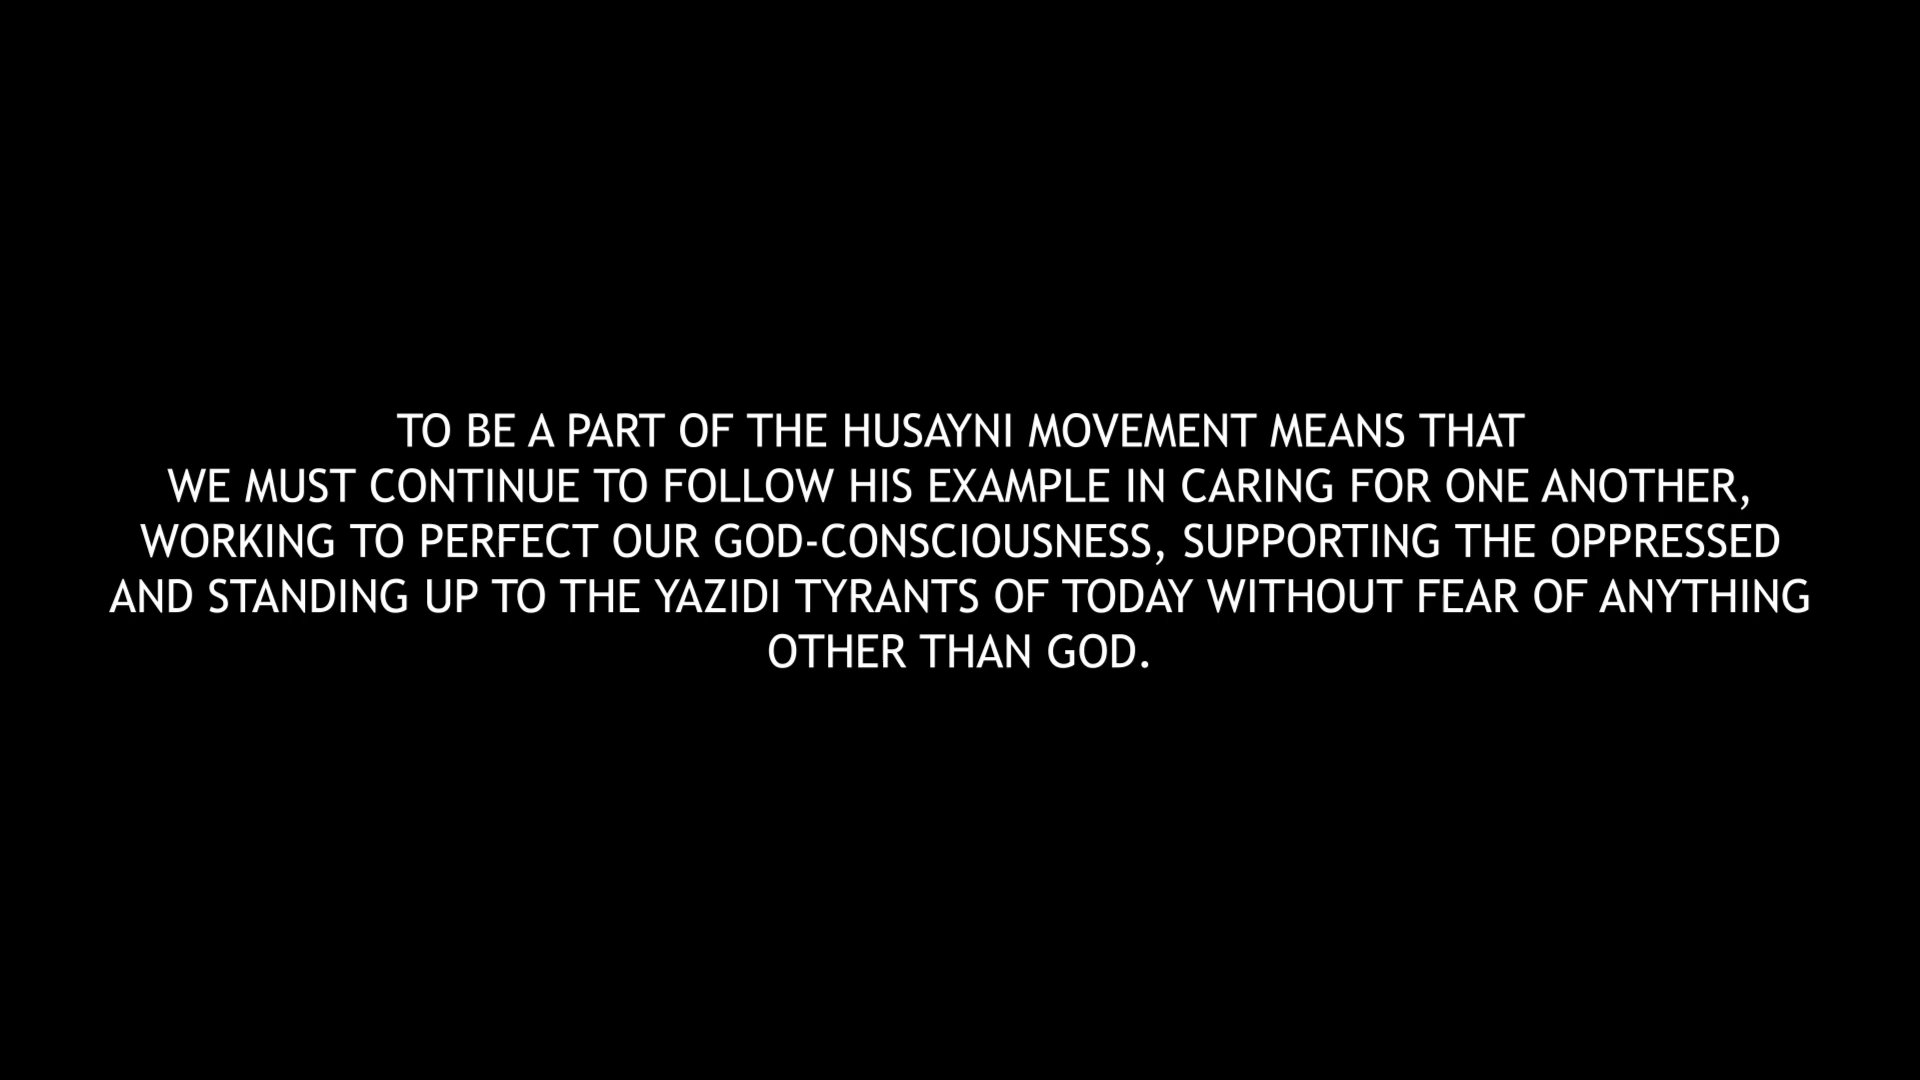 TO BE A PART OF THE HUSAYNI MOVEMENT MEANS THAT
WE MUST CONTINUE TO FOLLOW HIS EXAMPLE IN CARING FOR ONE ANOTHER,
WORKING TO PERFECT OUR GOD-CONSCIOUSNESS, SUPPORTING THE OPPRESSED
AND STANDING UP TO THE YAZIDI TYRANTS OF TODAY WITHOUT FEAR OF ANYTHING
OTHER THAN GOD.